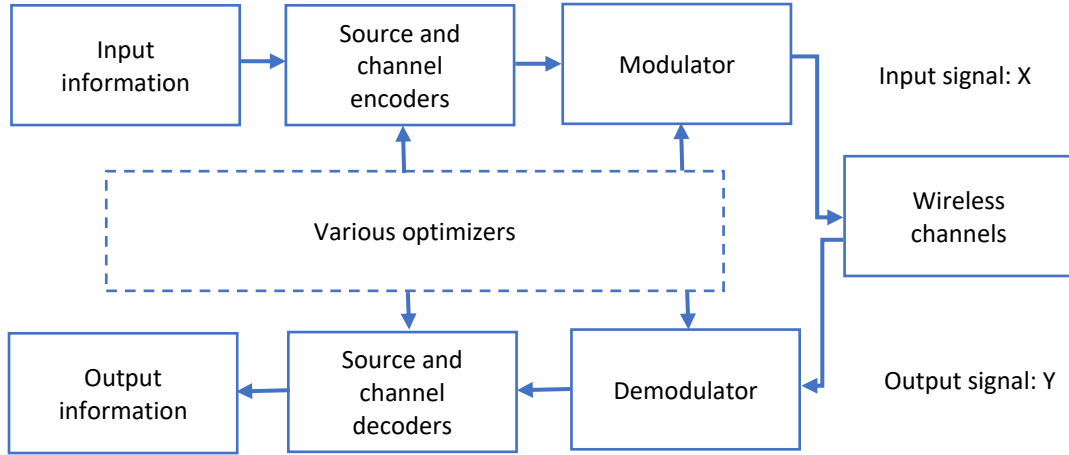 Input
information
Source and
channel
encoders
Modulator
Input signal: X
Wireless
channels
Various optimizers
Output
information
Source and
channel
decoders
Demodulator
Output signal: Y